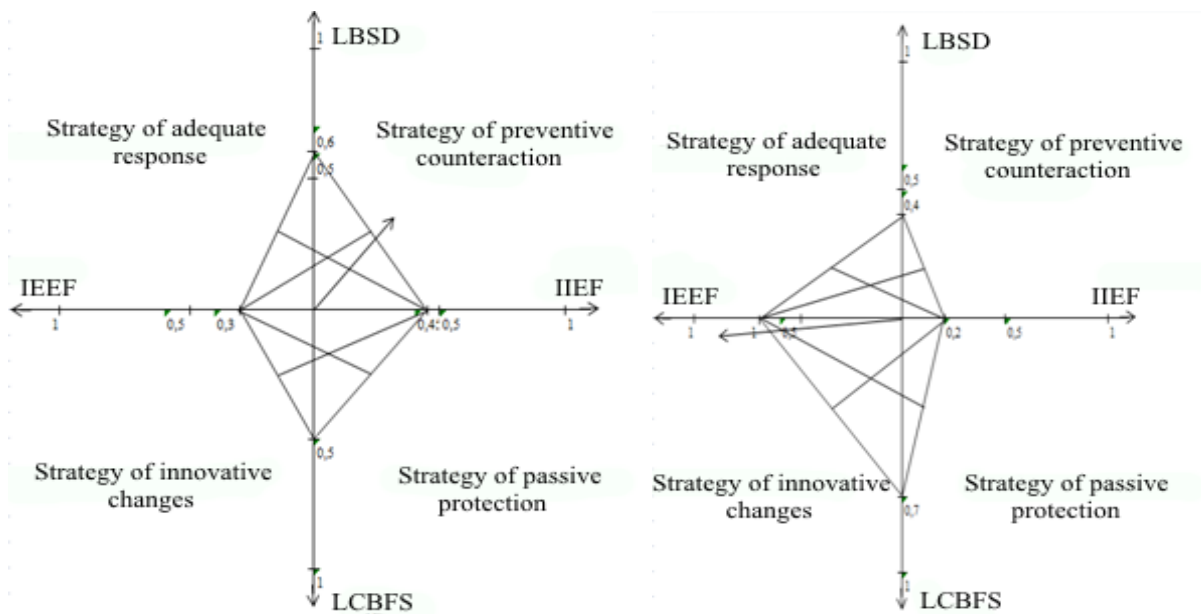 1
LBSD
Strategy of adequate
response
Strategy of preventive
counteraction
0,6
0,5
IEEF
IIEF
1
0,5
0,3
0,5
1
0,5
Strategy of innovative
changes
Strategy of passive
protection
1
LCBFS
1
LBSD
Strategy of adequate
response
Strategy of preventive
counteraction
0,5
0,4
IEEF
IIEF
1
1
0,2
0,5
1
Strategy of innovative
changes
Strategy of passive
protection
0,7
1
LCBFS